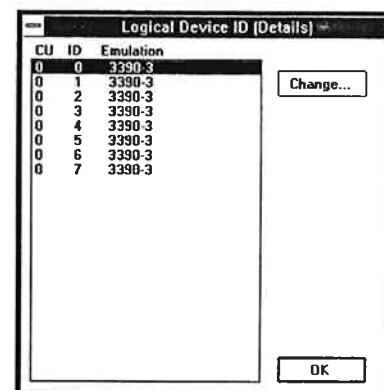 Logical Device ID (Details)
CU ID Emulation
0 0 3390-3
0 1 3390-3
0 2 3390-3
0 3 3390-3
0 4 3390-3
0 5 3390-3
0 6 3390-3
0 7 3390-3
Change...
OK